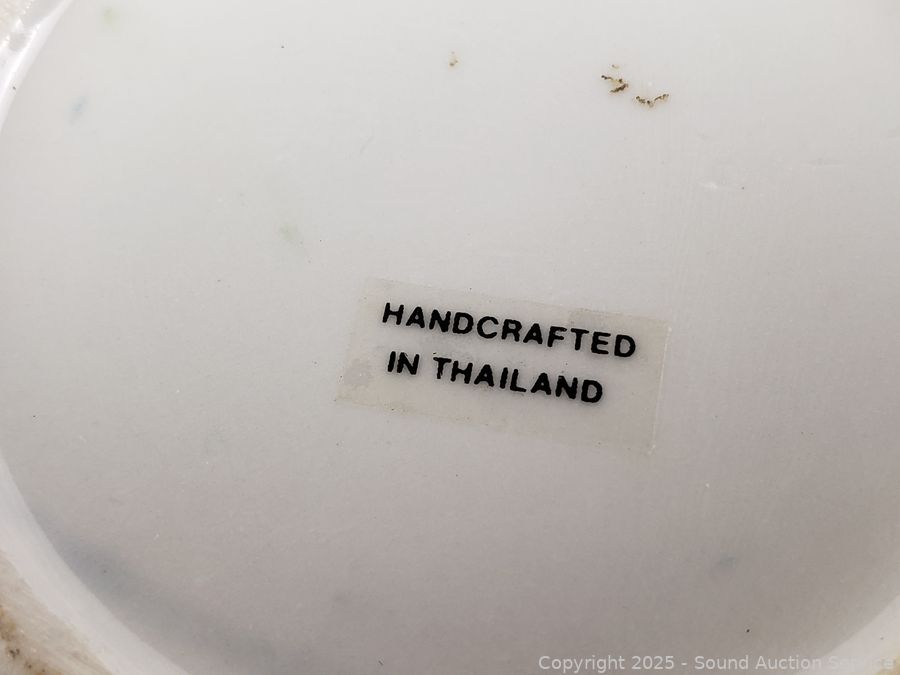 HANDCRAFTED
IN THAILAND
Copyright 2025 - Sound Auction Service